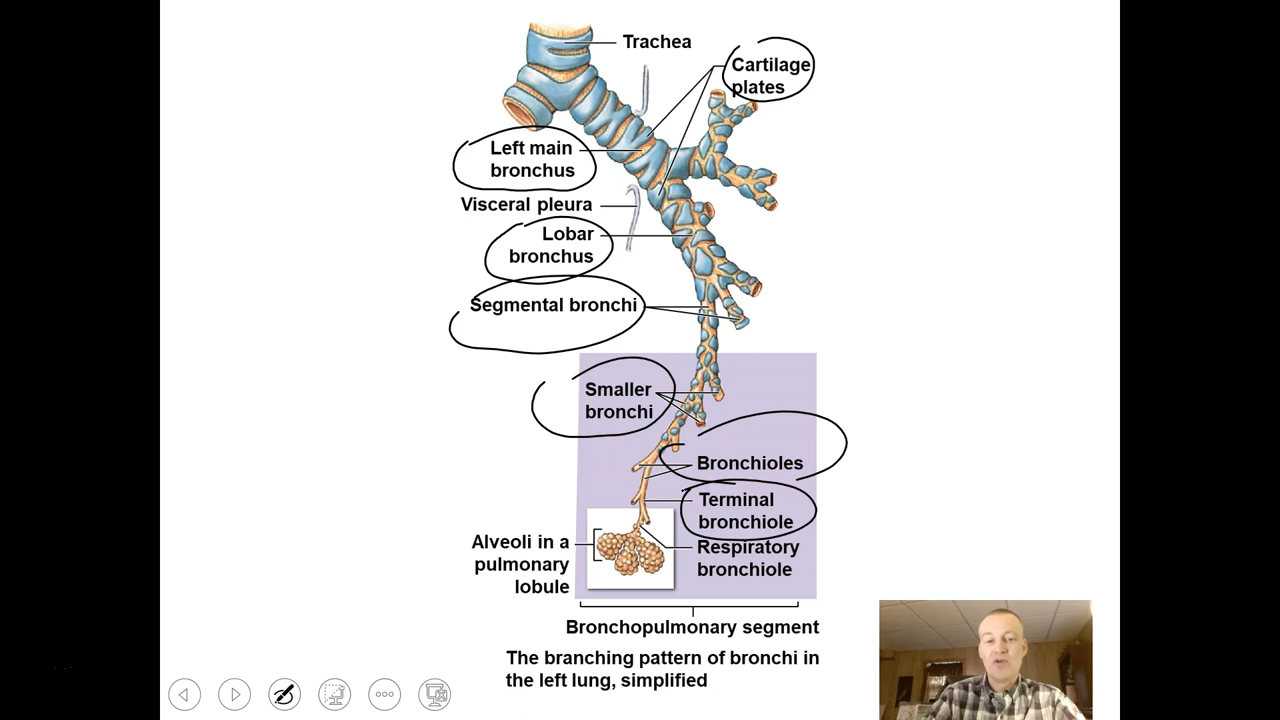 Trachea
Cartilage
plates
Left main
bronchus
Visceral pleura
Lobar
bronchus
Segmental bronchi
Smaller
bronchi
Bronchioles
Terminal
bronchiole
Respiratory
bronchiole
Alveoli in a
pulmonary
lobule
Bronchopulmonary segment
The branching pattern of bronchi in
the left lung, simplified